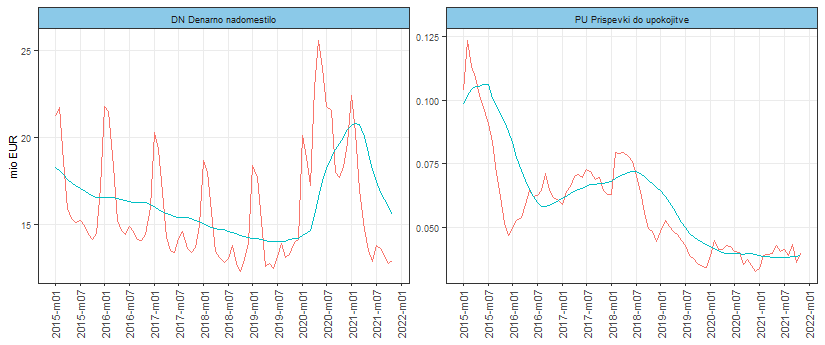 DN Denarno nadomestilo
PU Prispevki do upokojitve
mio EUR
25
20
15
2015-m01
2015-m07
2016-m01
2016-m07
2017-m01
2017-m07
2018-m01
2018-m07
2019-m01
2019-m07
2020-m01
2020-m07
2021-m01
2021-m07
2022-m01
0.125
0.100
0.075
0.050
2015-m01
2015-m07
2016-m01
2016-m07
2017-m01
2017-m07
2018-m01
2018-m07
2019-m01
2019-m07
2020-m01
2020-m07
2021-m01
2021-m07
2022-m01